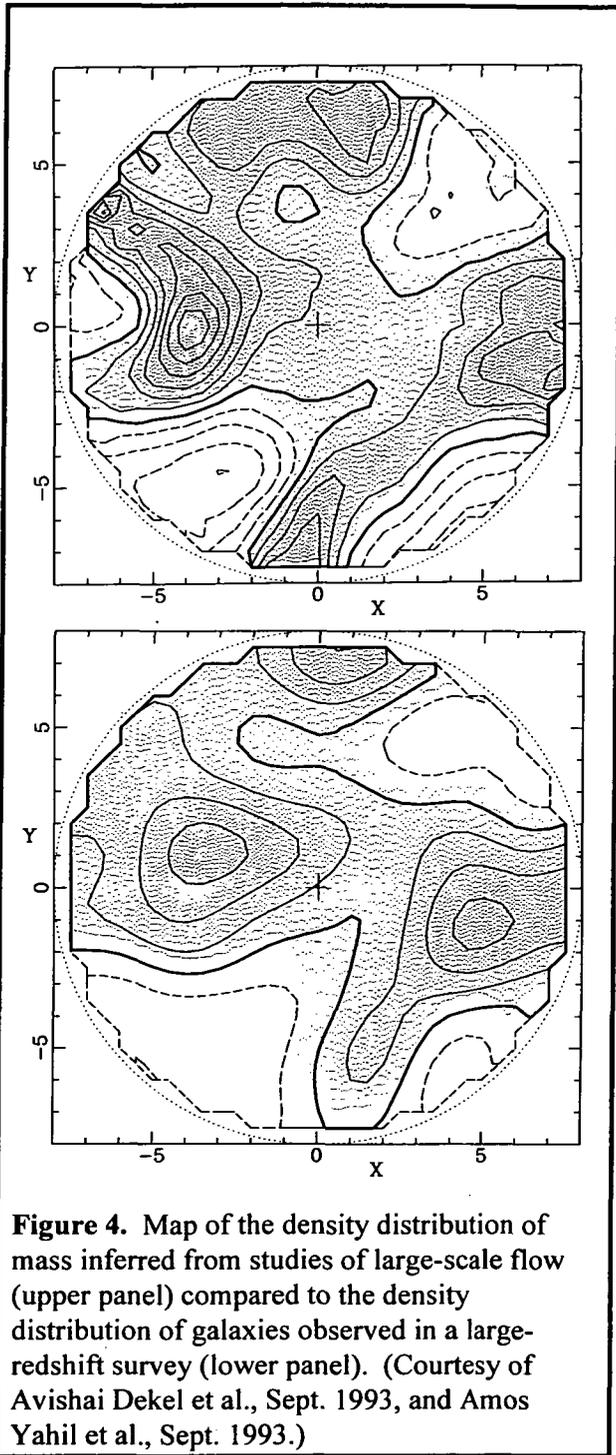 5
Y
0
−5
−5
0
5
X
5
Y
0
−5
−5
0
5
X
Figure 4. Map of the density distribution of
mass inferred from studies of large-scale flow
(upper panel) compared to the density
distribution of galaxies observed in a large-
redshift survey (lower panel). (Courtesy of
Avishai Dekel et al., Sept. 1993, and Amos
Yahil et al., Sept. 1993.)